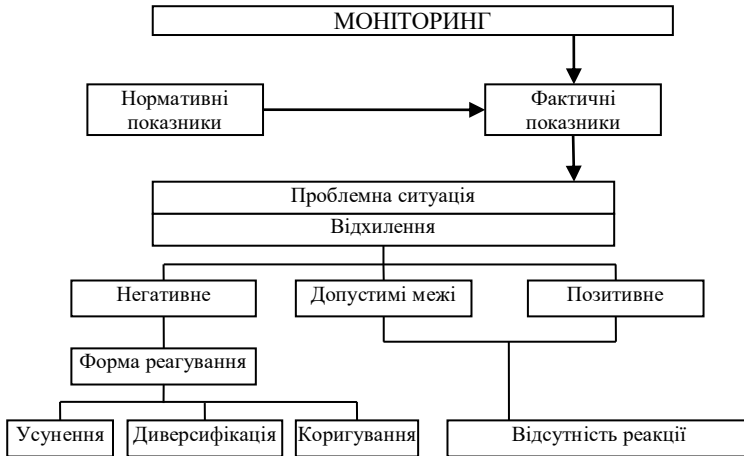 МОНІТОРИНГ
Нормативні
показники
Фактичні
показники
Проблемна ситуація
Відхилення
Негативне
Допустимі межі
Позитивне
Форма реагування
Усунення
Диверсифікація
Коригування
Відсутність реакції